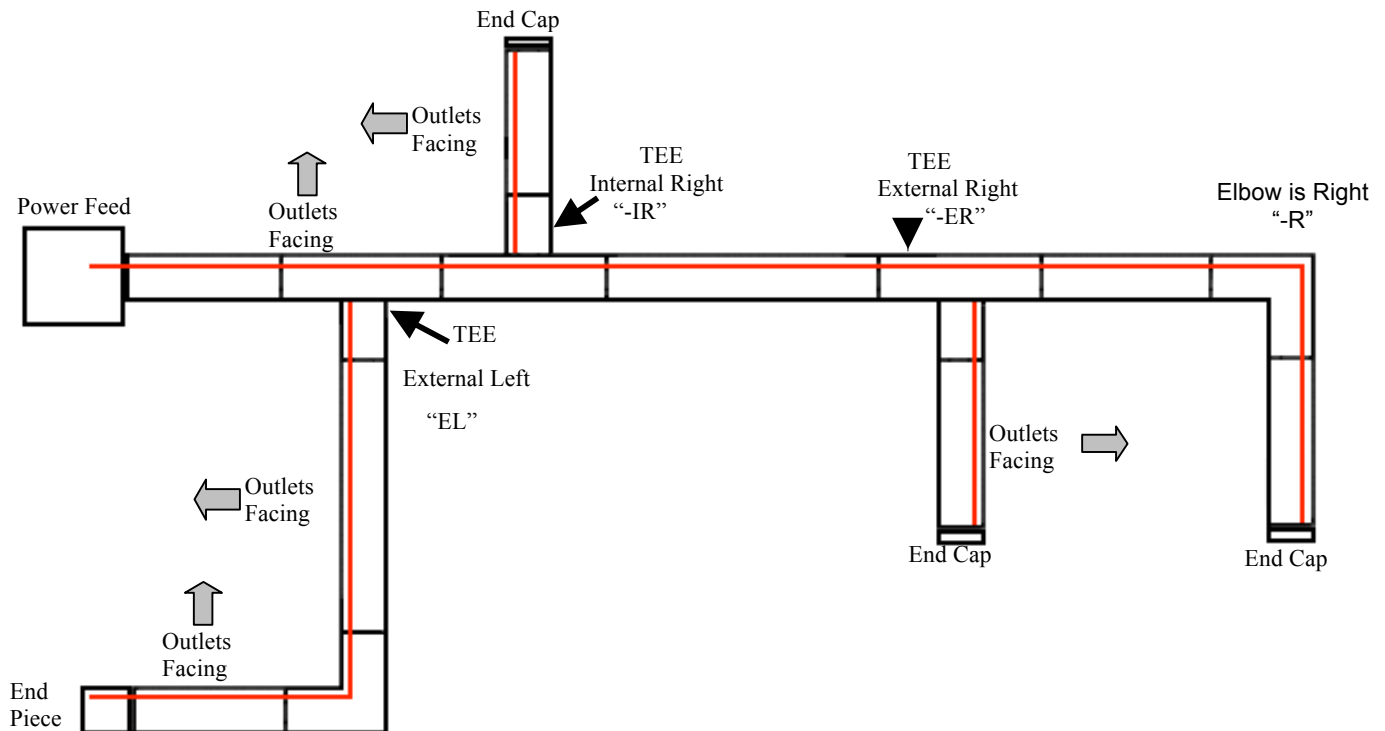 End Cap
Outlets
Facing
TEE
Internal Right
“-IR”
TEE
External Right
“-ER”
Elbow is Right
“-R”
Power Feed
Outlets
Facing
TEE
External Left
“EL”
Outlets
Facing
Outlets
Facing
End Cap
End Cap
Outlets
Facing
End
Piece